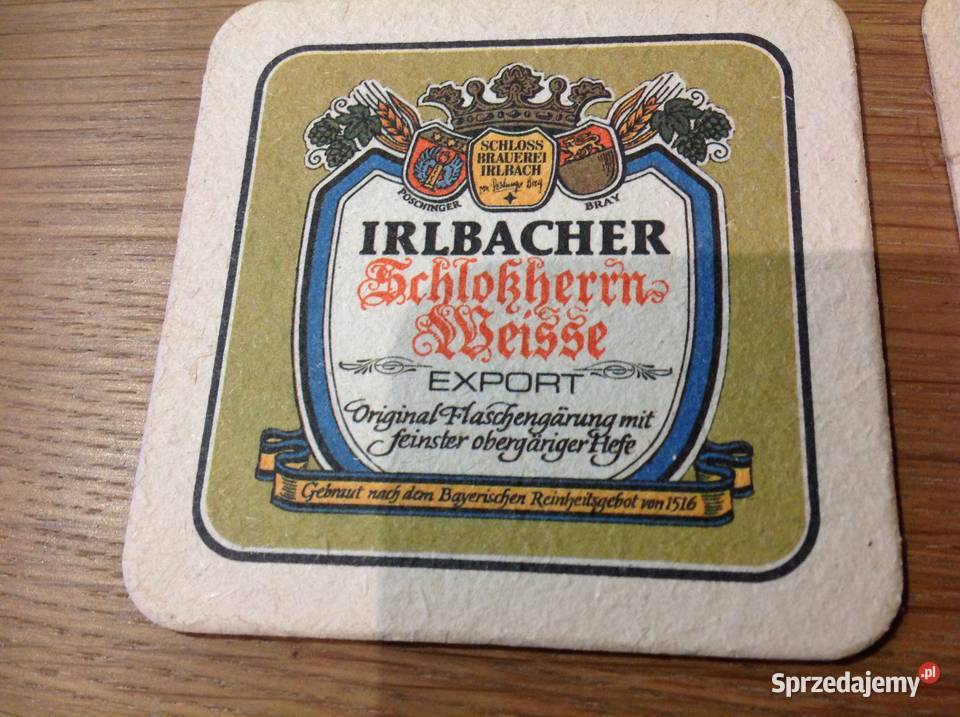 SCHLOSS
BRAUEREI
IRLBACH
POSCHINGER
BRAY
IRLBACHER
Schloßherrn-
Weisse
EXPORT
Original Flaschengärung mit
feinster obergäriger Hefe
Gebraut nach dem Bayerischen Reinheitsgebot von 1516
Sprzedajemy.pl